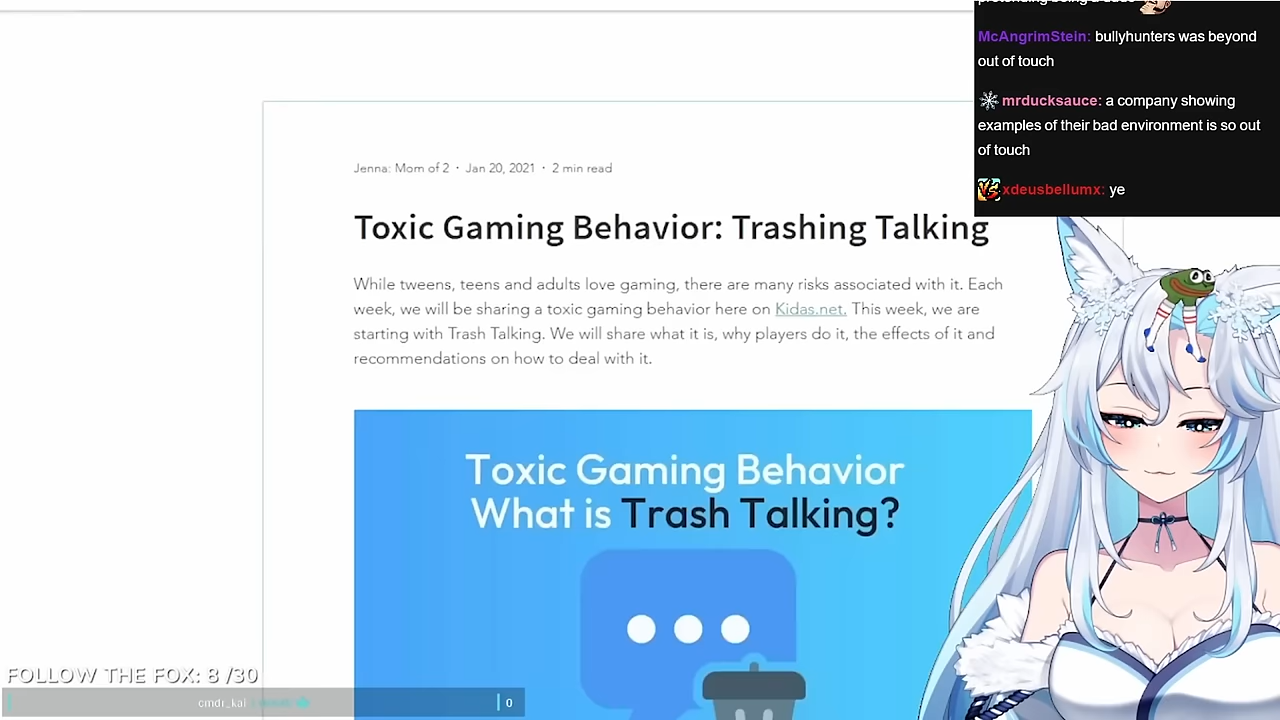 McAngrimStein: bullyhunters was beyond
out of touch
mrducksauce: a company showing
examples of their bad environment is so out
of touch
xdeusbellumx: ye
Jenna: Mom of 2 · Jan 20, 2021 · 2 min read
Toxic Gaming Behavior: Trashing Talking
While tweens, teens and adults love gaming, there are many risks associated with it. Each
week, we will be sharing a toxic gaming behavior here on Kidas.net. This week, we are
starting with Trash Talking. We will share what it is, why players do it, the effects of it and
recommendations on how to deal with it.
Toxic Gaming Behavior
What is Trash Talking?
FOLLOW THE FOX: 8 /30
0